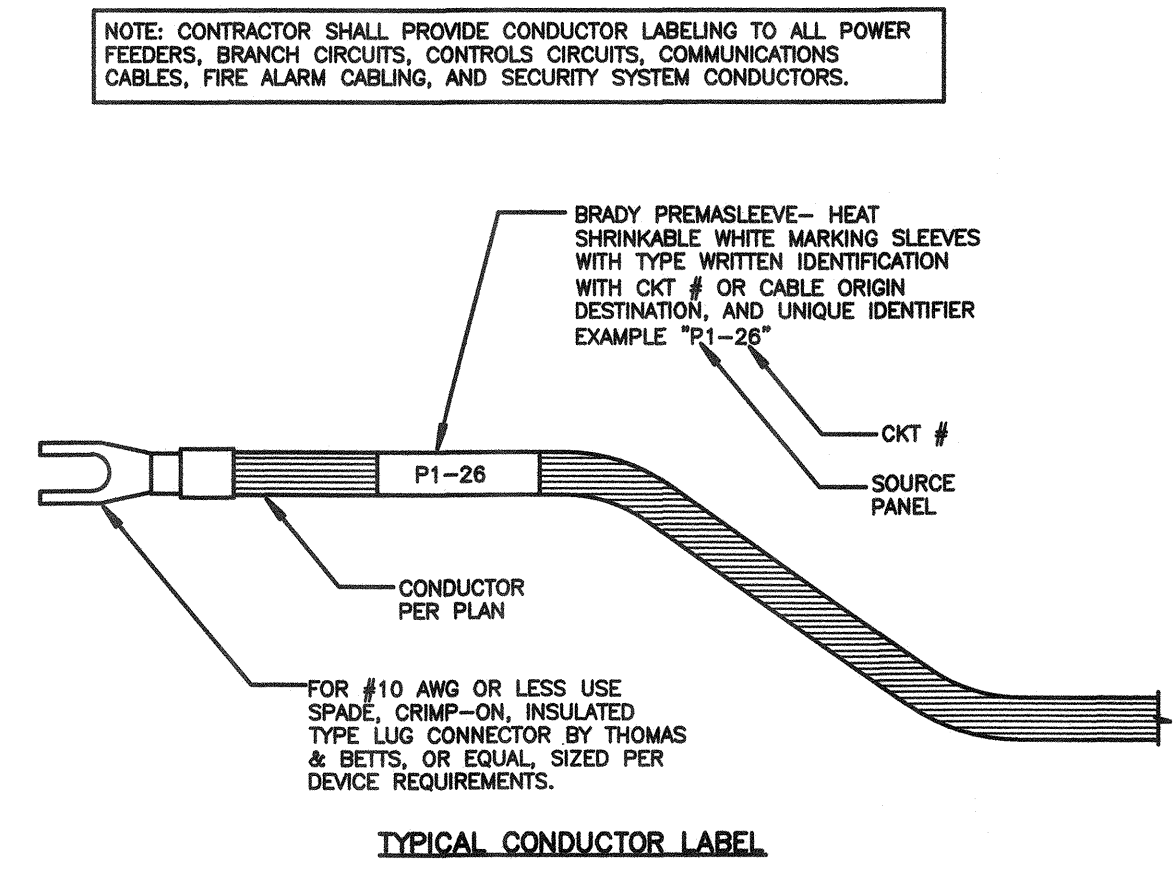 NOTE: CONTRACTOR SHALL PROVIDE CONDUCTOR LABELING TO ALL POWER
FEEDERS, BRANCH CIRCUITS, CONTROLS CIRCUITS, COMMUNICATIONS
CABLES, FIRE ALARM CABLING, AND SECURITY SYSTEM CONDUCTORS.
BRADY PREMASLEEVE- HEAT
SHRINKABLE WHITE MARKING SLEEVES
WITH TYPE WRITTEN IDENTIFICATION
WITH CKT # OR CABLE ORIGIN
DESTINATION, AND UNIQUE IDENTIFIER
EXAMPLE "P1-26"
CKT #
SOURCE
PANEL
P1-26
CONDUCTOR
PER PLAN
FOR #10 AWG OR LESS USE
SPADE, CRIMP-ON, INSULATED
TYPE LUG CONNECTOR BY THOMAS
& BETTS, OR EQUAL, SIZED PER
DEVICE REQUIREMENTS.
TYPICAL CONDUCTOR LABEL